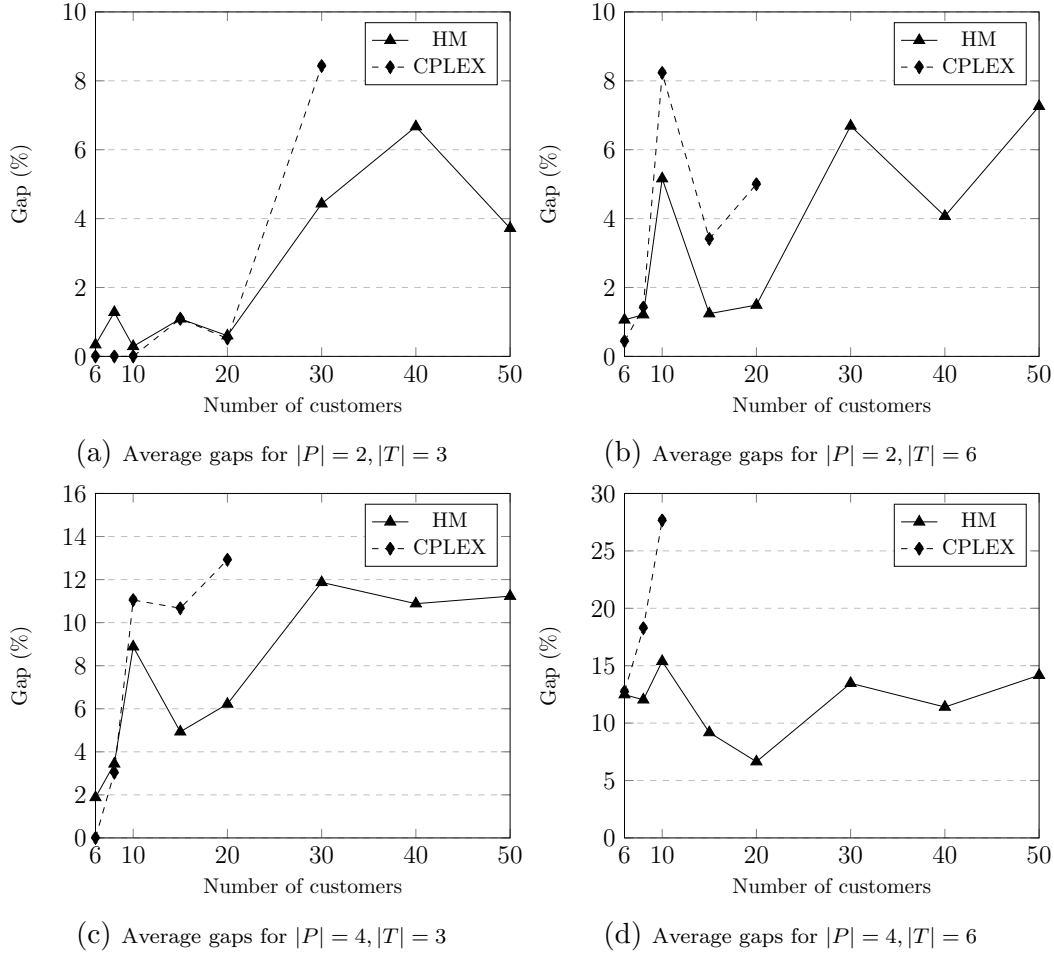 10
8
6
4
2
0
Gap (%)
HM
CPLEX
6 10 20 30 40 50
Number of customers
(a) Average gaps for |P| = 2, |T| = 3
10
8
6
4
2
0
Gap (%)
HM
CPLEX
6 10 20 30 40 50
Number of customers
(b) Average gaps for |P| = 2, |T| = 6
16
14
12
10
8
6
4
2
0
Gap (%)
HM
CPLEX
6 10 20 30 40 50
Number of customers
(c) Average gaps for |P| = 4, |T| = 3
30
25
20
15
10
5
0
Gap (%)
HM
CPLEX
6 10 20 30 40 50
Number of customers
(d) Average gaps for |P| = 4, |T| = 6